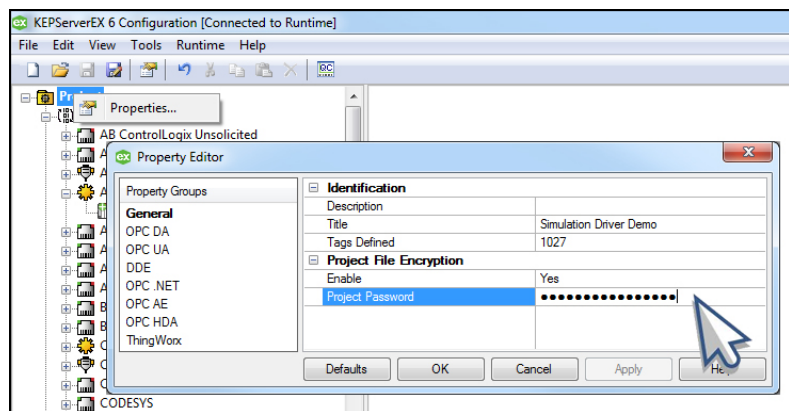 KEPServerEX 6 Configuration [Connected to Runtime]
File Edit View Tools Runtime Help
Properties...
AB ControlLogix Unsolicited
Property Editor
Property Groups
General
OPC DA
OPC UA
DDE
OPC .NET
OPC AE
OPC HDA
ThingWorx
Identification
Description
Title Simulation Driver Demo
Tags Defined 1027
Project File Encryption
Enable Yes
Project Password ●●●●●●●●●●●●●●●●
Defaults OK Cancel Apply
CODESYS